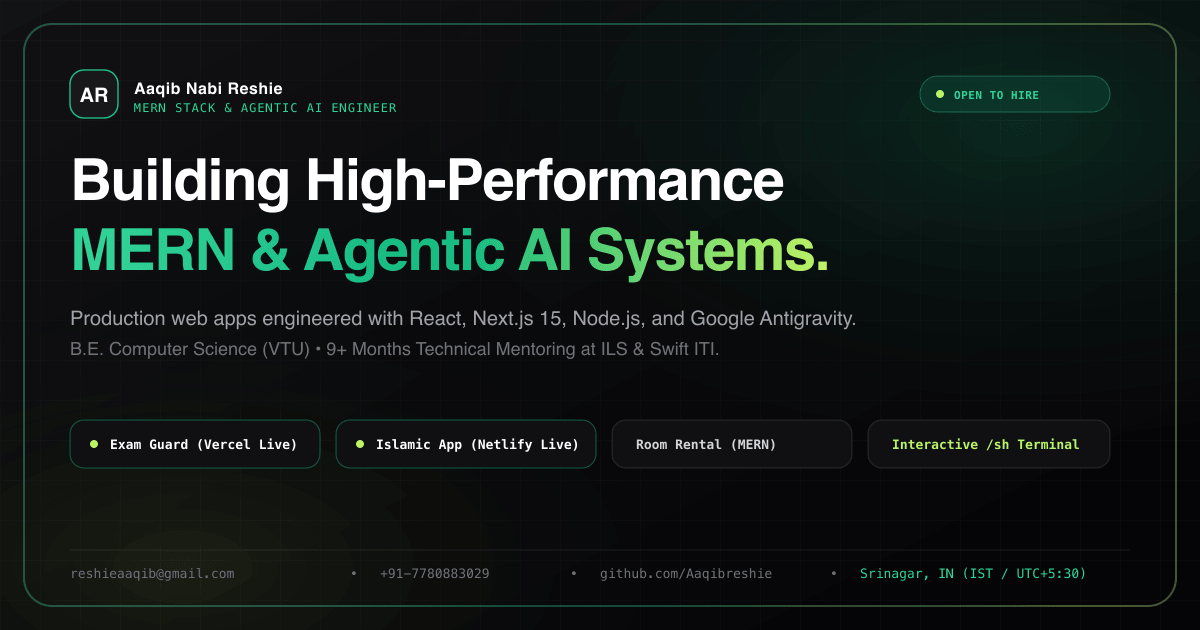 AR
Aaqib Nabi Reshie
MERN STACK & AGENTIC AI ENGINEER
OPEN TO HIRE
Building High-Performance
MERN & Agentic AI Systems.
Production web apps engineered with React, Next.js 15, Node.js, and Google Antigravity.
B.E. Computer Science (VTU) • 9+ Months Technical Mentoring at ILS & Swift ITI.
Exam Guard (Vercel Live)
Islamic App (Netlify Live)
Room Rental (MERN)
Interactive /sh Terminal
reshieaaqib@gmail.com • +91-7780883029 • github.com/Aaqibreshie • Srinagar, IN (IST / UTC+5:30)